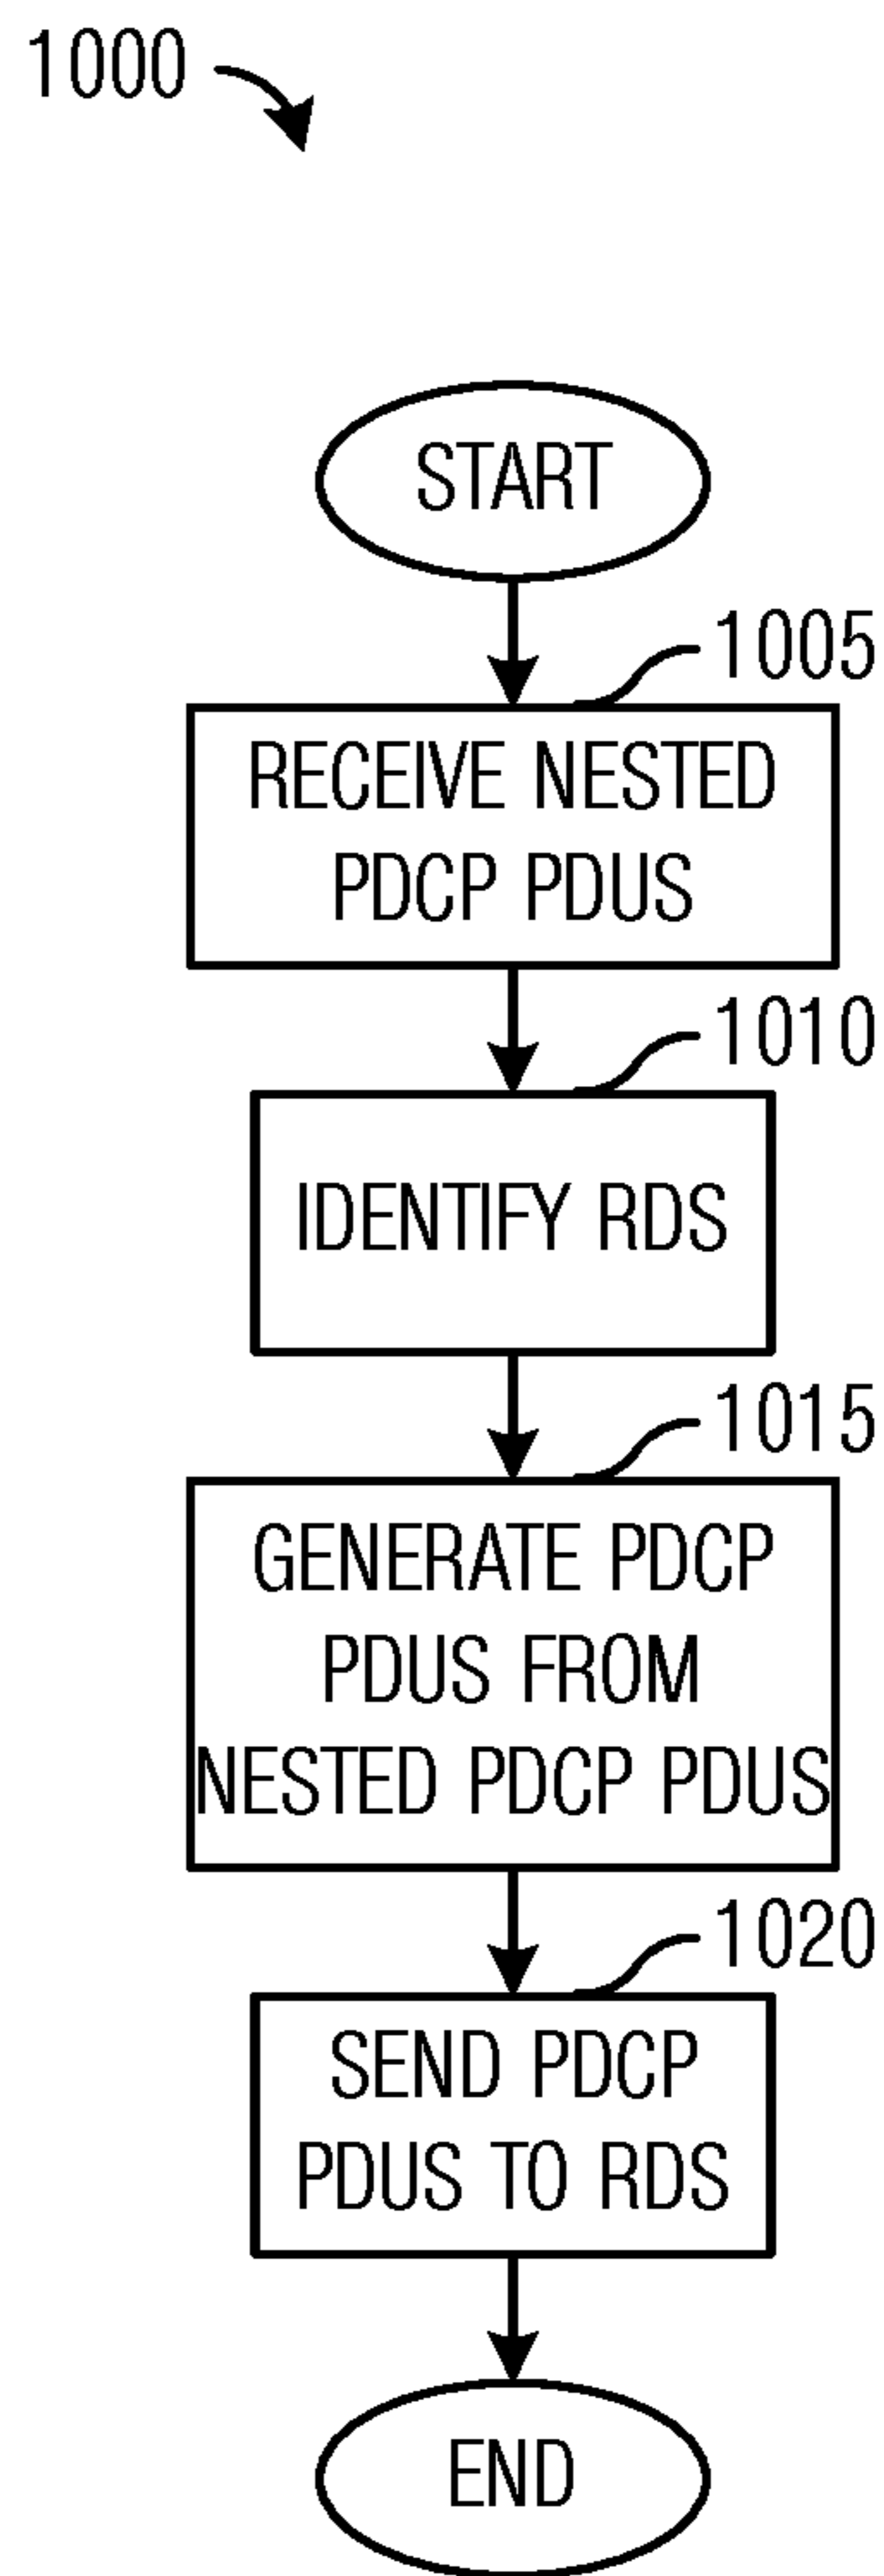 1000
START
1005
RECEIVE NESTED
PDCP PDUS
1010
IDENTIFY RDS
1015
GENERATE PDCP
PDUS FROM
NESTED PDCP PDUS
1020
SEND PDCP
PDUS TO RDS
END